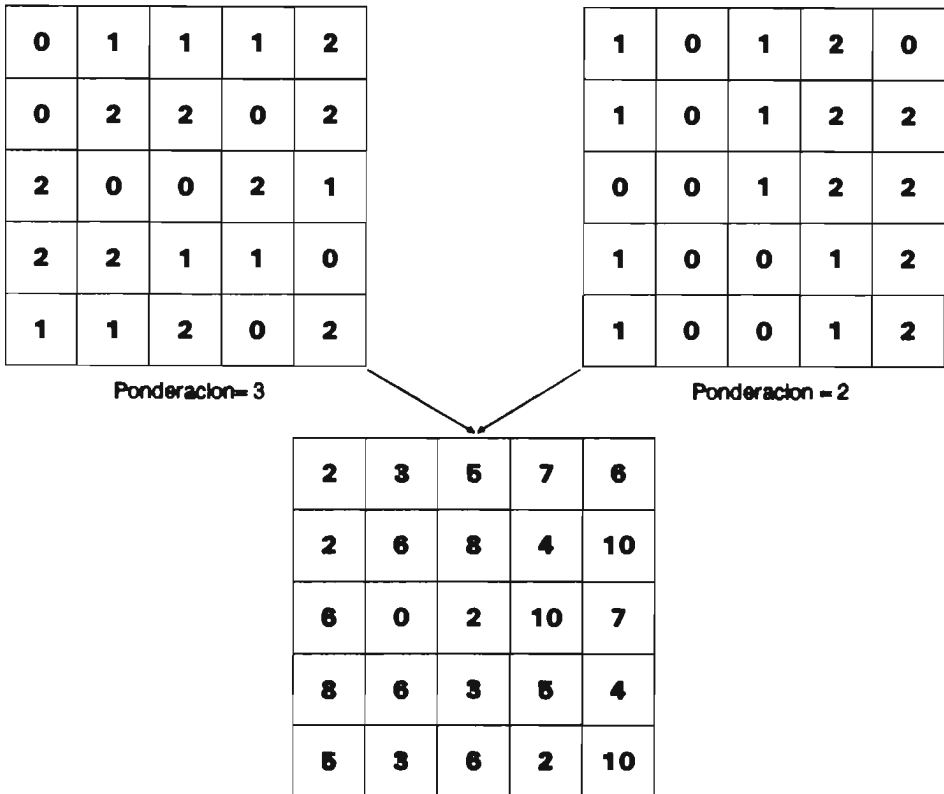 0 1 1 1 2
0 2 2 0 2
2 0 0 2 1
2 2 1 1 0
1 1 2 0 2
Ponderacion= 3
1 0 1 2 0
1 0 1 2 2
0 0 1 2 2
1 0 0 1 2
1 0 0 1 2
Ponderacion = 2
2 3 5 7 6
2 6 8 4 10
6 0 2 10 7
8 6 3 5 4
5 3 6 2 10